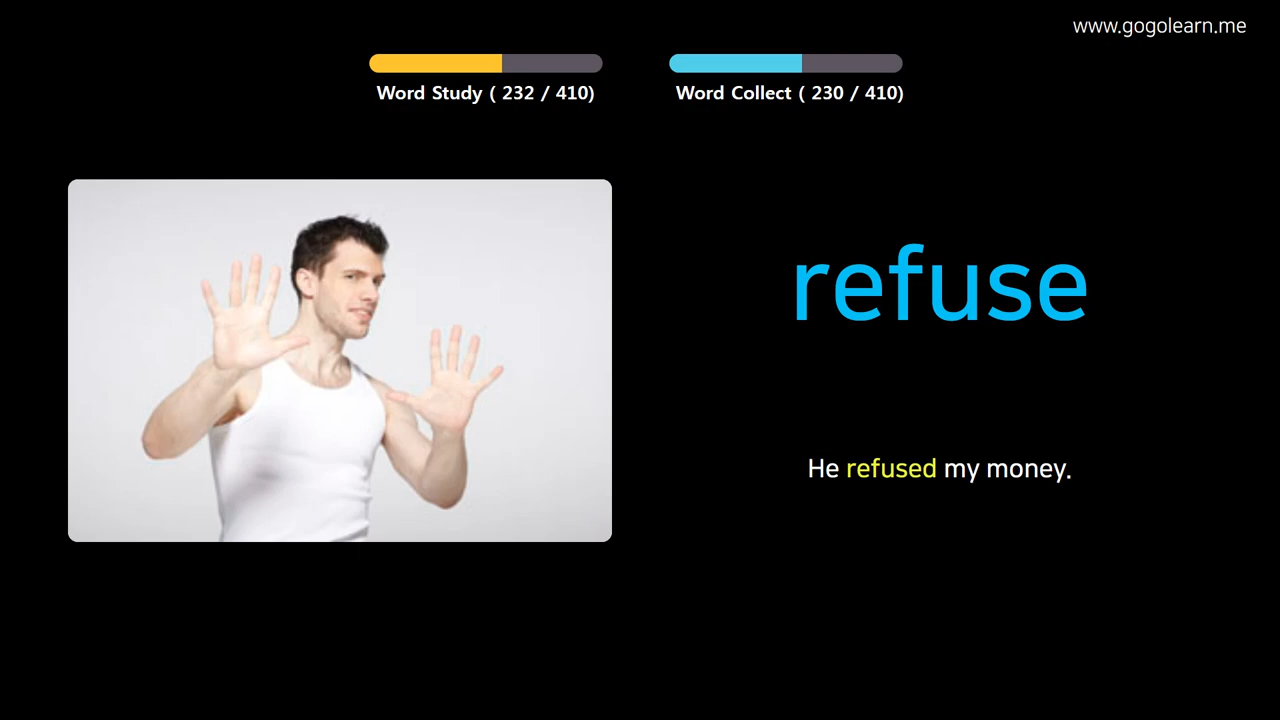 www.gogolearn.me
Word Study ( 232 / 410)
Word Collect ( 230 / 410)
refuse
He refused my money.